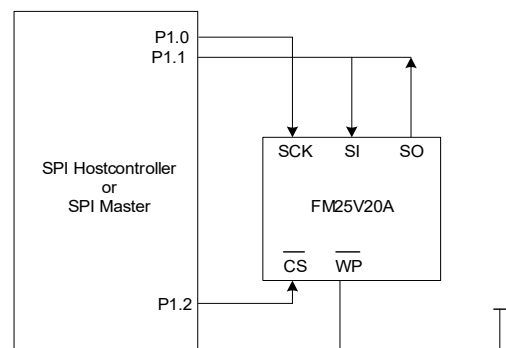 P1.0
P1.1
SCK SI SO
SPI Hostcontroller
or
SPI Master
FM25V20A
CS WP
P1.2